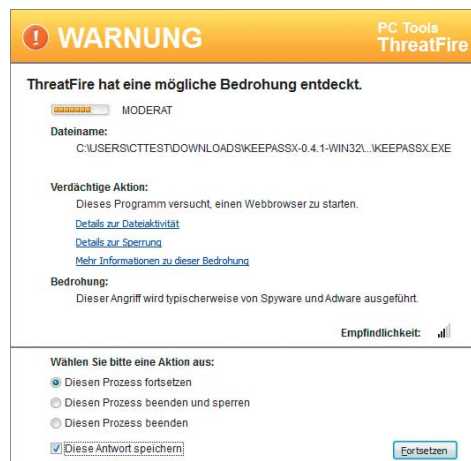 WARNUNG
PC Tools
ThreatFire
ThreatFire hat eine mögliche Bedrohung entdeckt.
MODERAT
Dateiname:
C:\USERS\CTTEST\DOWNLOADS\KEEPASSX-0.4.1-WIN32\...\KEEPASSX.EXE
Verdächtige Aktion:
Dieses Programm versucht, einen Webbrowser zu starten.
Details zur Dateiaktivität
Details zur Sperrung
Mehr Informationen zu dieser Bedrohung
Bedrohung:
Dieser Angriff wird typischerweise von Spyware und Adware ausgeführt.
Empfindlichkeit:
Wählen Sie bitte eine Aktion aus:
Diesen Prozess fortsetzen
Diesen Prozess beenden und sperren
Diesen Prozess beenden
Diese Antwort speichern
Fortsetzen